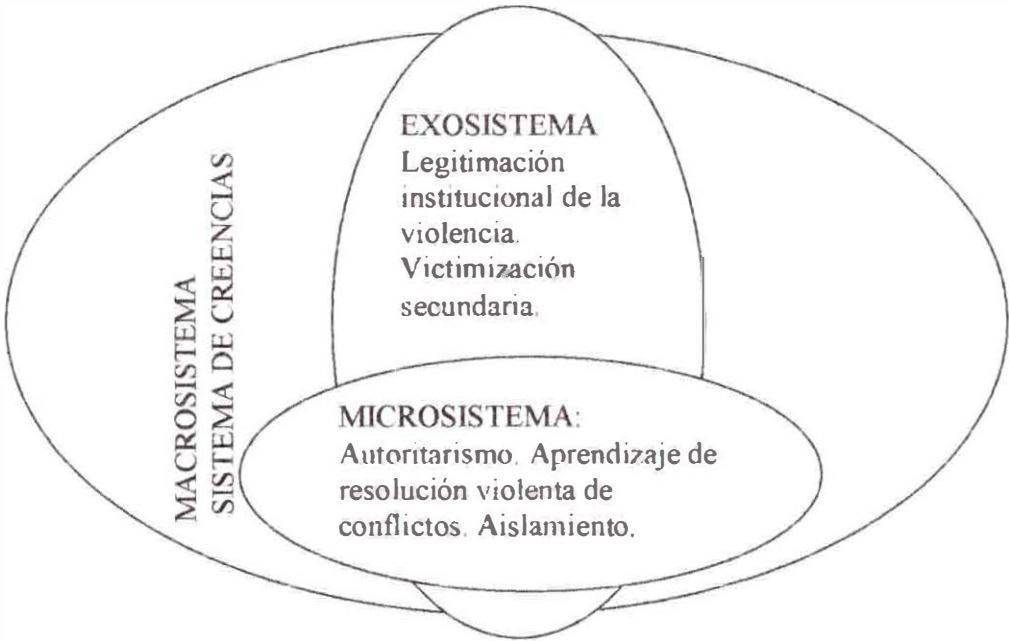 MACROSISTEMA
SISTEMA DE CREENCIAS
EXOSISTEMA
Legitimación
institucional de la
violencia.
Victimización
secundaria.
MICROSISTEMA:
Autoritarismo. Aprendizaje de
resolución violenta de
conflictos. Aislamiento.